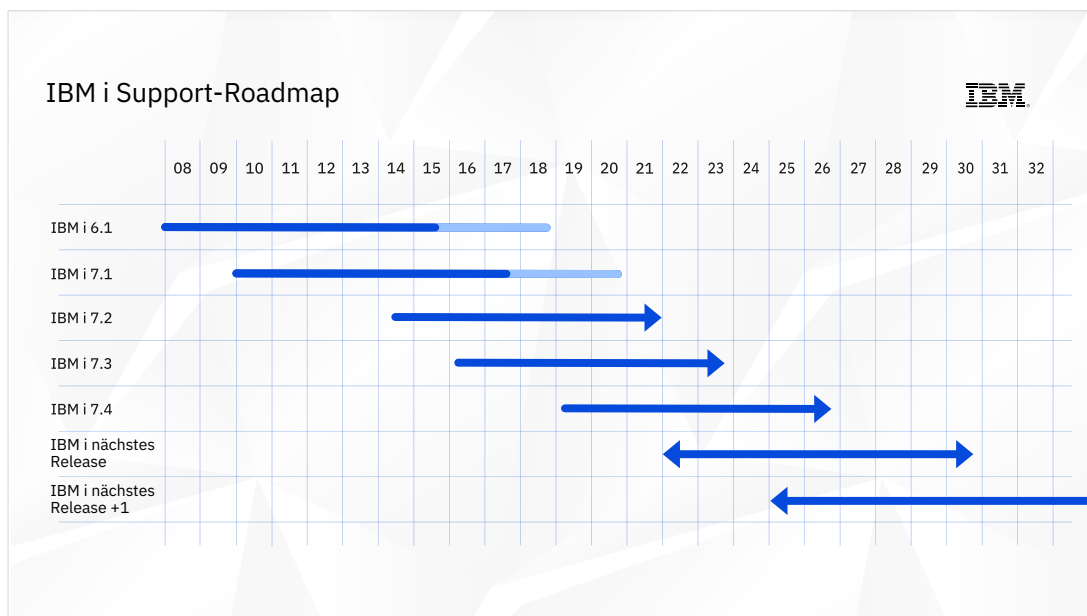 IBM i Support-Roadmap
IBM
08 09 10 11 12 13 14 15 16 17 18 19 20 21 22 23 24 25 26 27 28 29 30 31 32
IBM i 6.1
IBM i 7.1
IBM i 7.2
IBM i 7.3
IBM i 7.4
IBM i nächstes
Release
IBM i nächstes
Release +1